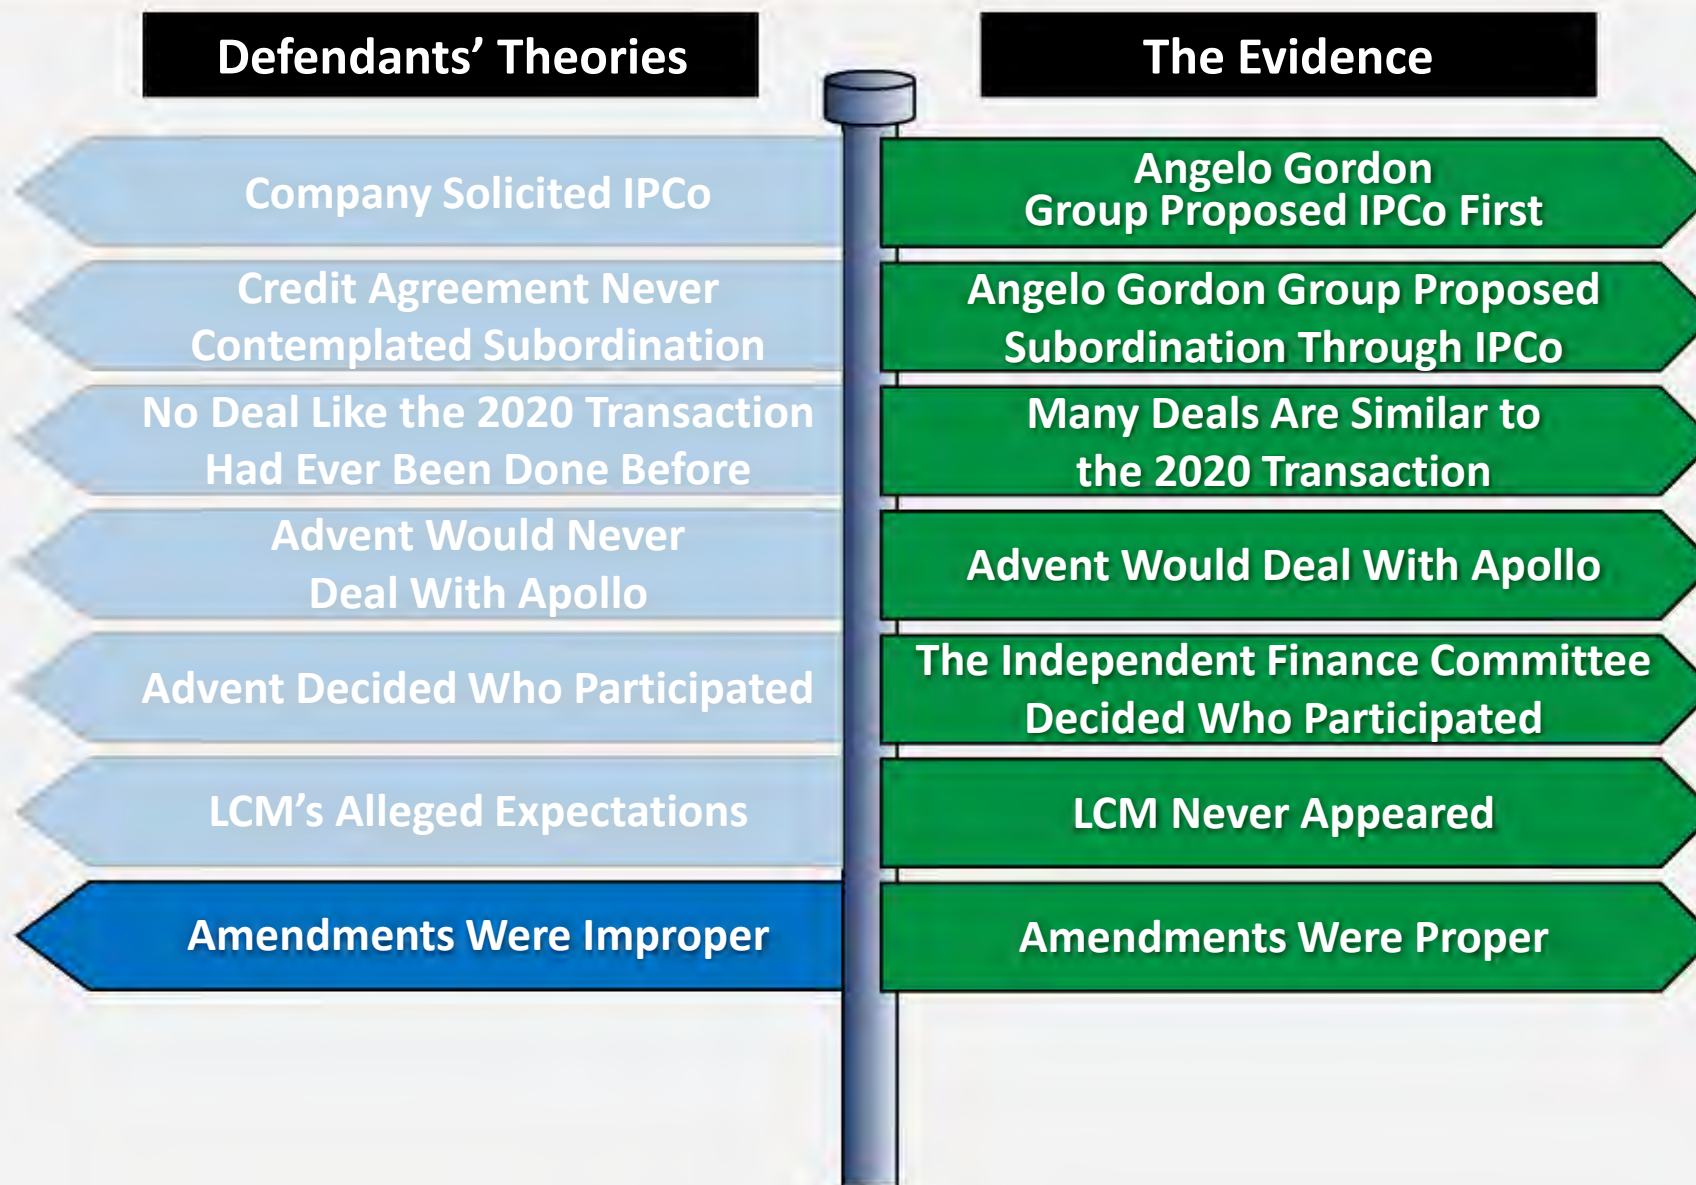 Defendants’ Theories
The Evidence
Company Solicited IPCo
Angelo Gordon
Group Proposed IPCo First
Credit Agreement Never
Contemplated Subordination
Angelo Gordon Group Proposed
Subordination Through IPCo
No Deal Like the 2020 Transaction
Had Ever Been Done Before
Many Deals Are Similar to
the 2020 Transaction
Advent Would Never
Deal With Apollo
Advent Would Deal With Apollo
Advent Decided Who Participated
The Independent Finance Committee
Decided Who Participated
LCM’s Alleged Expectations
LCM Never Appeared
Amendments Were Improper
Amendments Were Proper